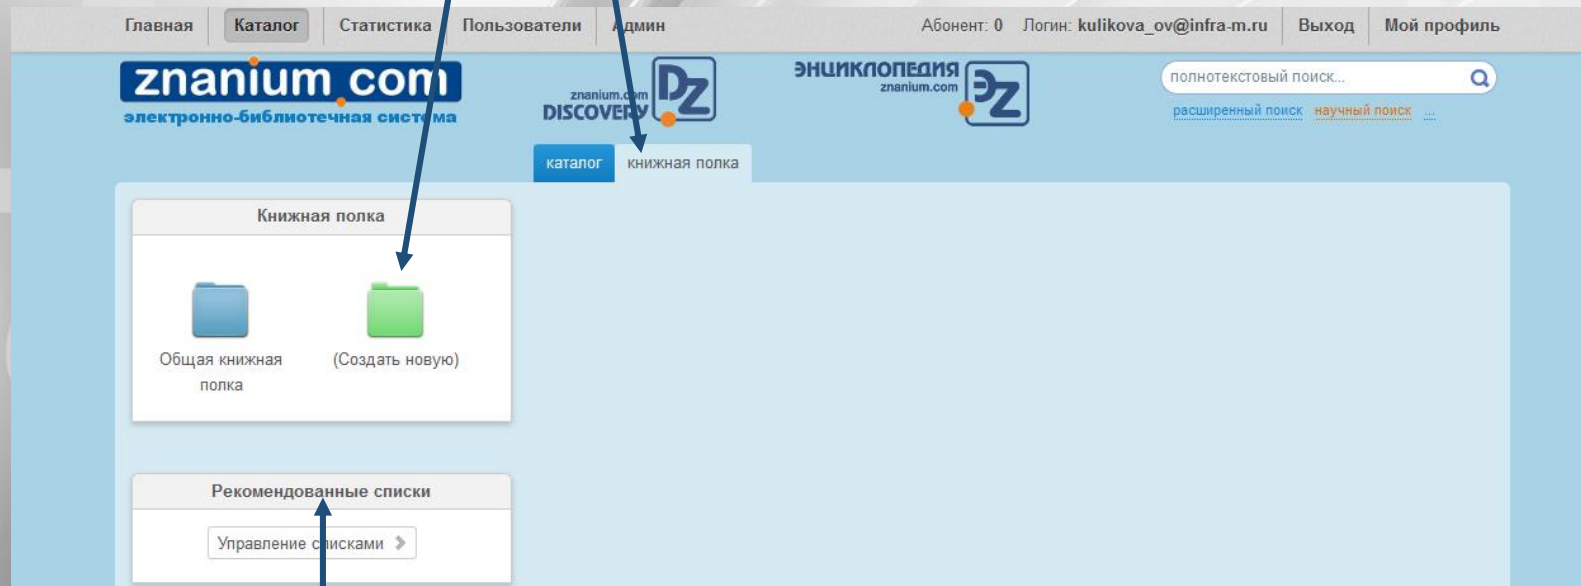 Главная Каталог Статистика Пользователи Админ Абонент: 0 Логин: kulikova_ov@infra-m.ru Выход Мой профиль
znanium.com
электронно-библиотечная система
znanium.com
DISCOVERY
DZ
ЭНЦИКЛОПЕДИЯ
znanium.com
ЭZ
полнотекстовый поиск...
расширенный поиск научный поиск ...
каталог книжная полка
Книжная полка
Общая книжная
полка
(Создать новую)
Рекомендованные списки
Управление списками